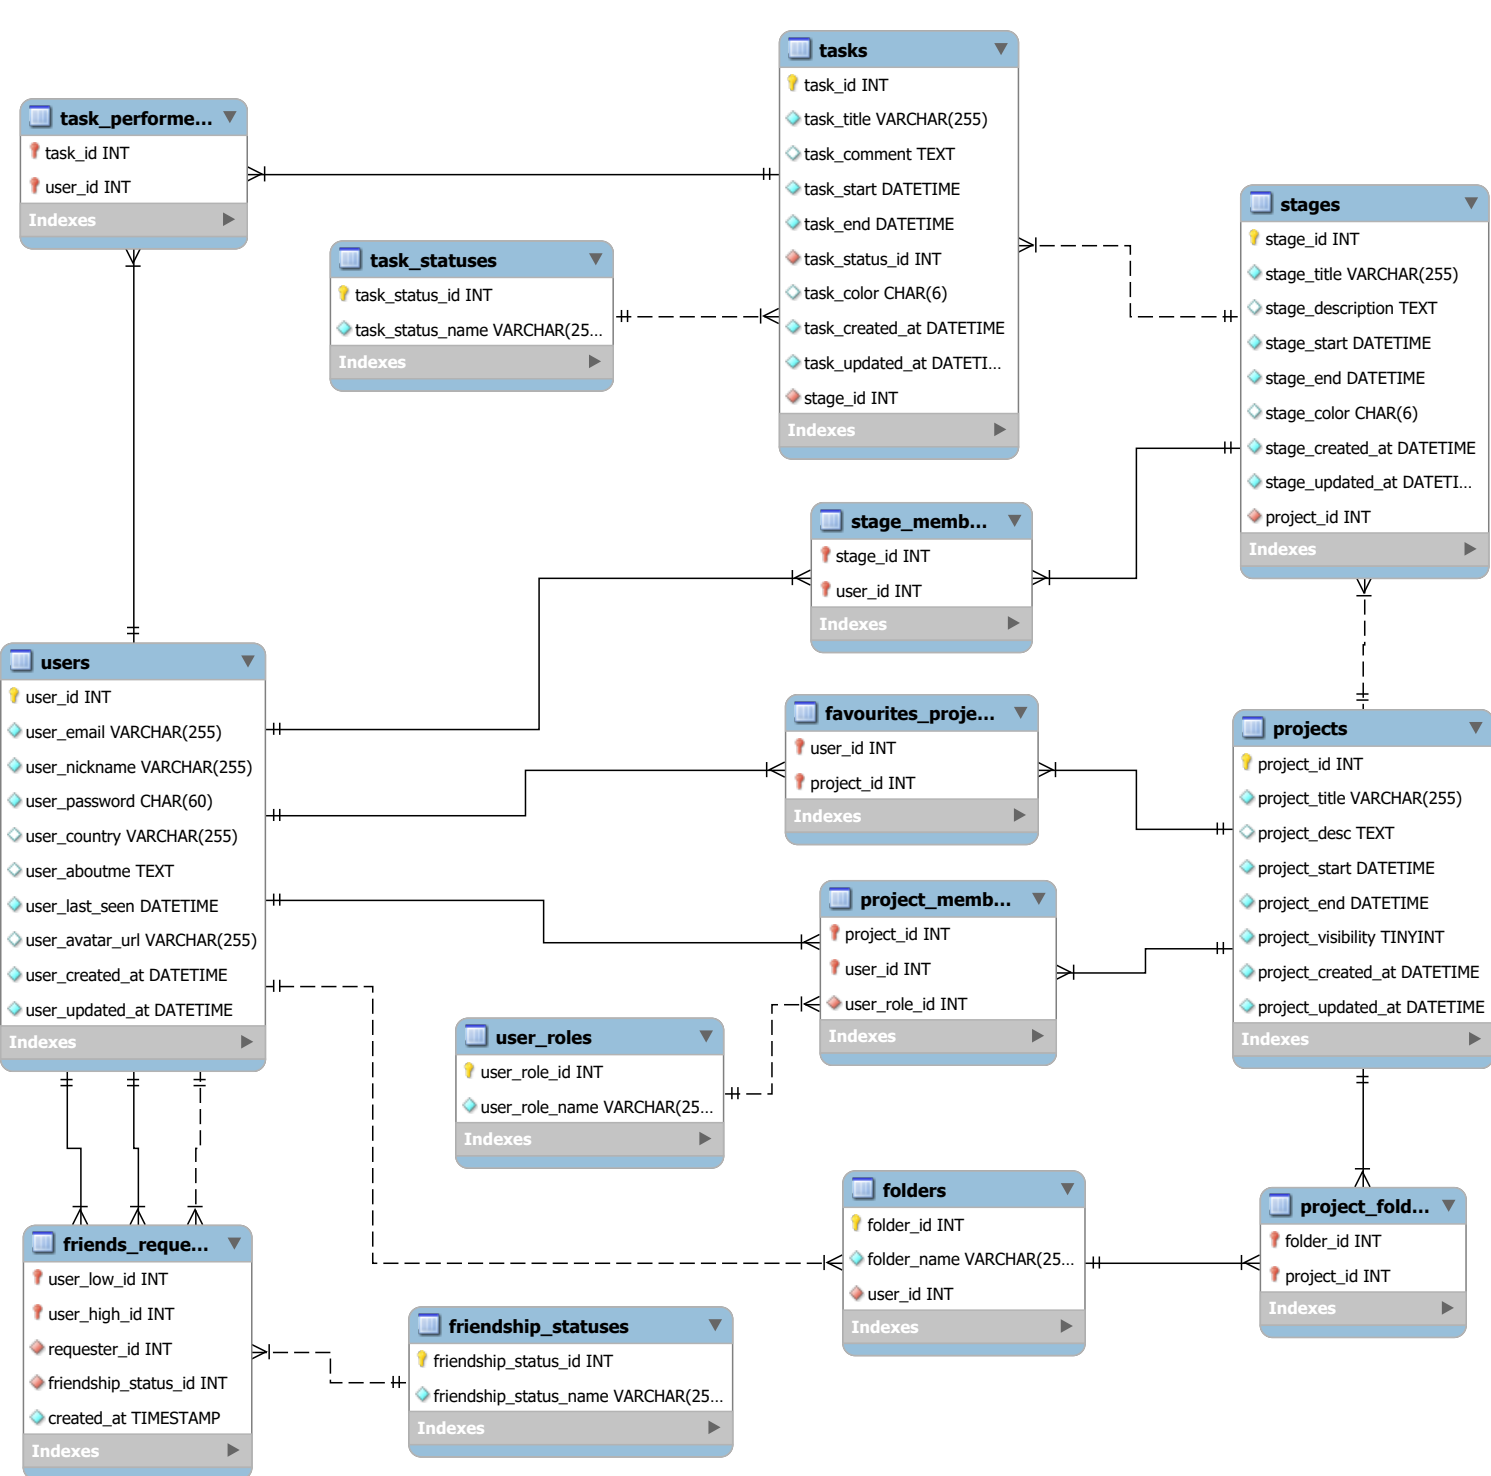 tasks
task_id INT
task_title VARCHAR(255)
task_comment TEXT
task_start DATETIME
task_end DATETIME
task_status_id INT
task_color CHAR(6)
task_created_at DATETIME
task_updated_at DATETI...
stage_id INT
Indexes
task_performe...
task_id INT
user_id INT
Indexes
task_statuses
task_status_id INT
task_status_name VARCHAR(25...
Indexes
stages
stage_id INT
stage_title VARCHAR(255)
stage_description TEXT
stage_start DATETIME
stage_end DATETIME
stage_color CHAR(6)
stage_created_at DATETIME
stage_updated_at DATETI...
project_id INT
Indexes
stage_memb...
stage_id INT
user_id INT
Indexes
users
user_id INT
user_email VARCHAR(255)
user_nickname VARCHAR(255)
user_password CHAR(60)
user_country VARCHAR(255)
user_aboutme TEXT
user_last_seen DATETIME
user_avatar_url VARCHAR(255)
user_created_at DATETIME
user_updated_at DATETIME
Indexes
favourites_proje...
user_id INT
project_id INT
Indexes
projects
project_id INT
project_title VARCHAR(255)
project_desc TEXT
project_start DATETIME
project_end DATETIME
project_visibility TINYINT
project_created_at DATETIME
project_updated_at DATETIME
Indexes
project_memb...
project_id INT
user_id INT
user_role_id INT
Indexes
user_roles
user_role_id INT
user_role_name VARCHAR(25...
Indexes
folders
folder_id INT
folder_name VARCHAR(25...
user_id INT
Indexes
project_fold...
folder_id INT
project_id INT
Indexes
friends_reque...
user_low_id INT
user_high_id INT
requester_id INT
friendship_status_id INT
created_at TIMESTAMP
Indexes
friendship_statuses
friendship_status_id INT
friendship_status_name VARCHAR(25...
Indexes